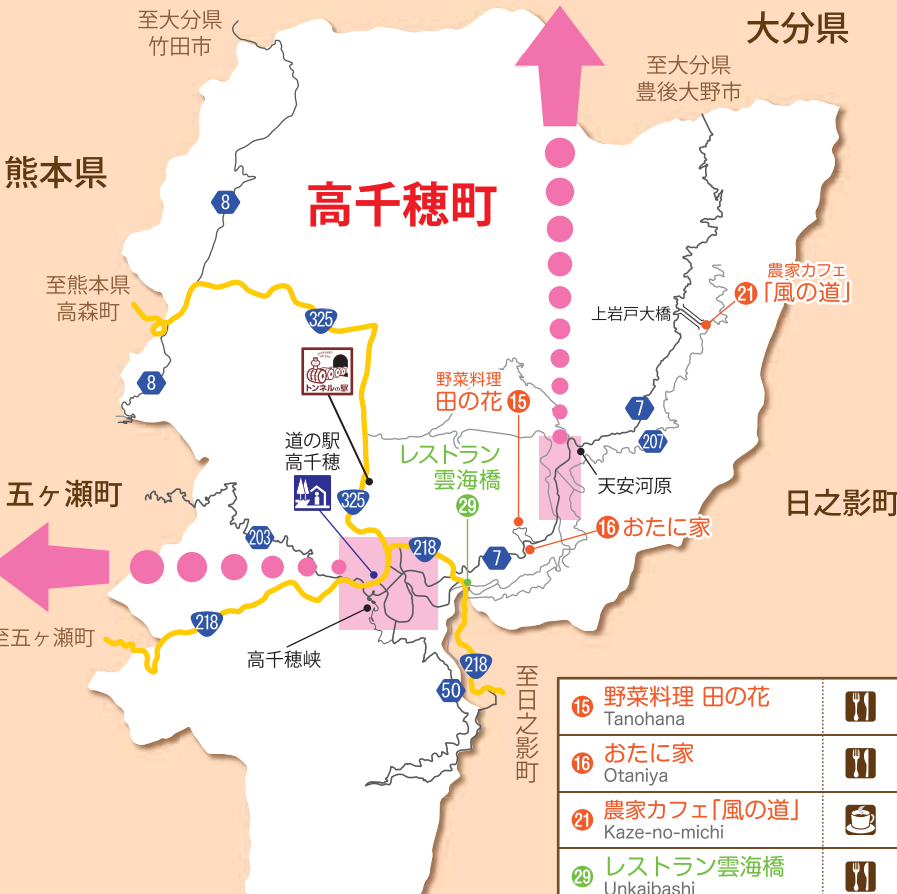 至大分県
竹田市
大分県
至大分県
豊後大野市
熊本県
高千穂町
8
至熊本県
高森町
325
農家カフェ
21 「風の道」
上岩戸大橋
8
トンネルの駅
野菜料理
田の花 15
7
207
道の駅
高千穂
レストラン
雲海橋
29
天安河原
五ヶ瀬町
325
日之影町
203
218
7
16 おたに家
218
至五ヶ瀬町
高千穂峡
218
50
至日之影町
15 野菜料理 田の花
Tanohana
16 おたに家
Otaniya
21 農家カフェ「風の道」
Kaze-no-michi
29 レストラン雲海橋
Unkaibashi